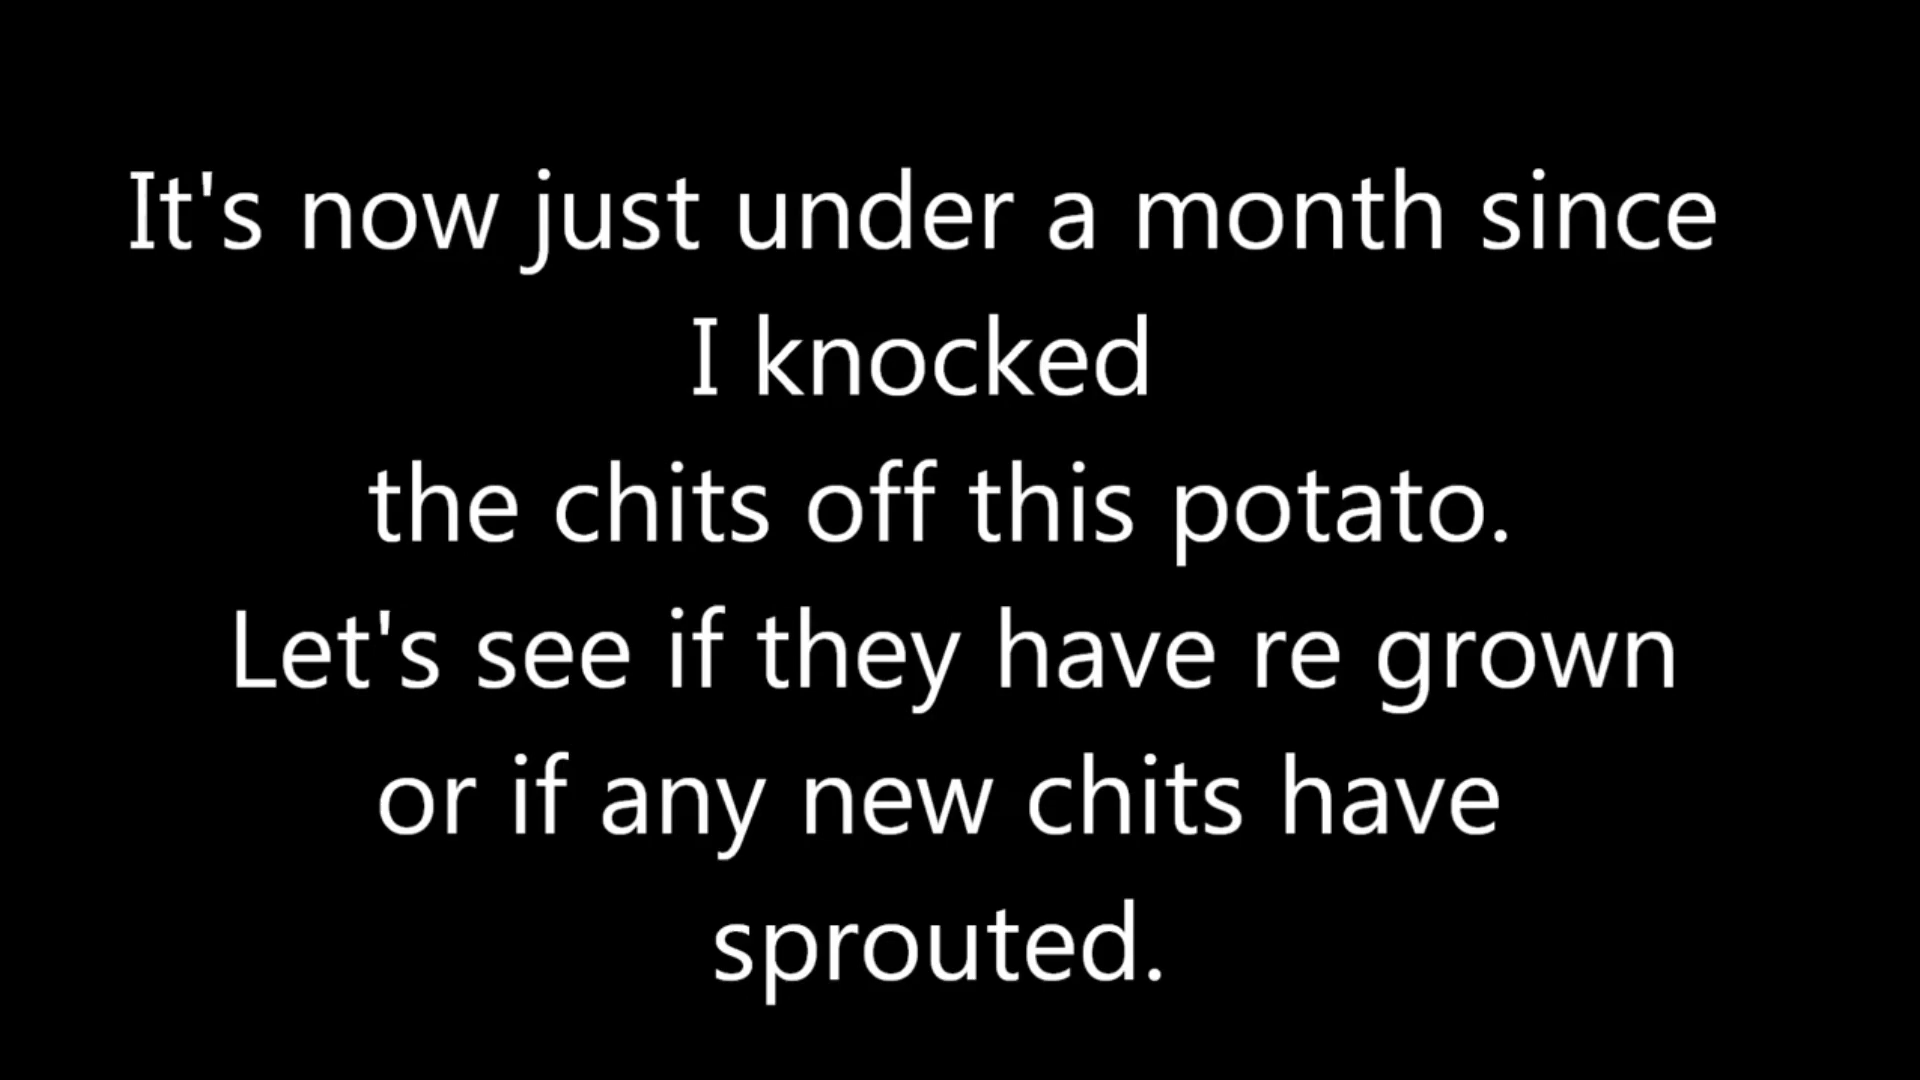 It's now just under a month since
I knocked
the chits off this potato.
Let's see if they have re grown
or if any new chits have
sprouted.